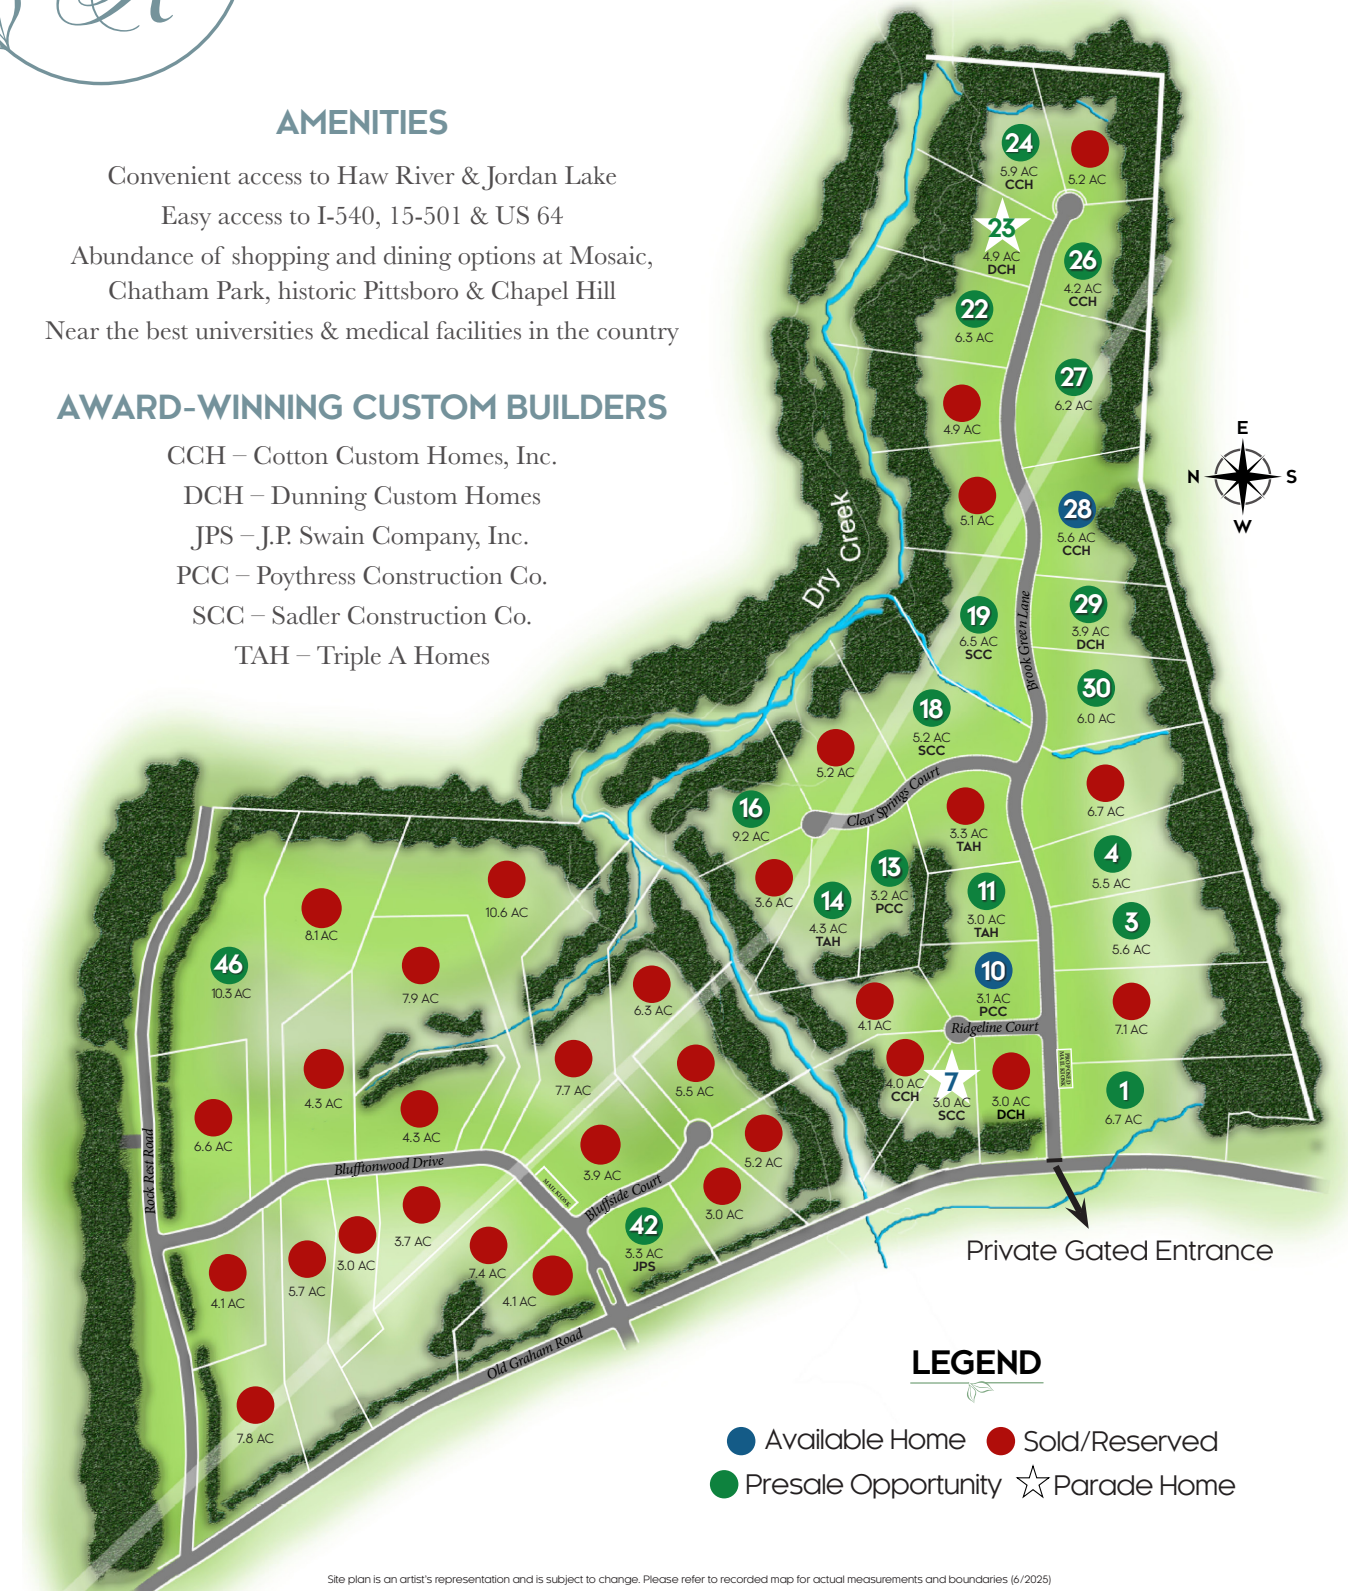 AMENITIES
Convenient access to Haw River & Jordan Lake
Easy access to I-540, 15-501 & US 64
Abundance of shopping and dining options at Mosaic,
Chatham Park, historic Pittsboro & Chapel Hill
Near the best universities & medical facilities in the country
AWARD-WINNING CUSTOM BUILDERS
CCH – Cotton Custom Homes, Inc.
DCH – Dunning Custom Homes
JPS – J.P. Swain Company, Inc.
PCC – Poythress Construction Co.
SCC – Sadler Construction Co.
TAH – Triple A Homes
24
5.9 AC
CCH
5.2 AC
23
4.9 AC
DCH
26
4.2 AC
CCH
22
6.3 AC
27
6.2 AC
4.9 AC
5.1 AC
28
5.6 AC
CCH
E
N
S
W
Dry Creek
19
6.5 AC
SCC
Brook Green Lane
29
3.9 AC
DCH
30
6.0 AC
18
5.2 AC
SCC
5.2 AC
Clear Springs Court
16
9.2 AC
3.3 AC
TAH
6.7 AC
4
5.5 AC
3.6 AC
14
4.3 AC
TAH
13
3.2 AC
PCC
11
3.0 AC
TAH
3
5.6 AC
10
3.1 AC
PCC
4.1 AC
Ridgeline Court
7.1 AC
4.0 AC
CCH
7
3.0 AC
SCC
3.0 AC
DCH
PROPOSED
MAIL KIOSK
1
6.7 AC
10.6 AC
8.1 AC
46
10.3 AC
7.9 AC
6.3 AC
4.3 AC
7.7 AC
5.5 AC
6.6 AC
4.3 AC
3.9 AC
5.2 AC
Rock Rest Road
Blufftonwood Drive
MAIL KIOSK
Bluffside Court
3.0 AC
42
3.3 AC
JPS
3.7 AC
3.0 AC
5.7 AC
4.1 AC
7.4 AC
4.1 AC
Old Graham Road
7.8 AC
Private Gated Entrance
LEGEND
Available Home
Sold/Reserved
Presale Opportunity
Parade Home
Site plan is an artist's representation and is subject to change. Please refer to recorded map for actual measurements and boundaries (6/2025)